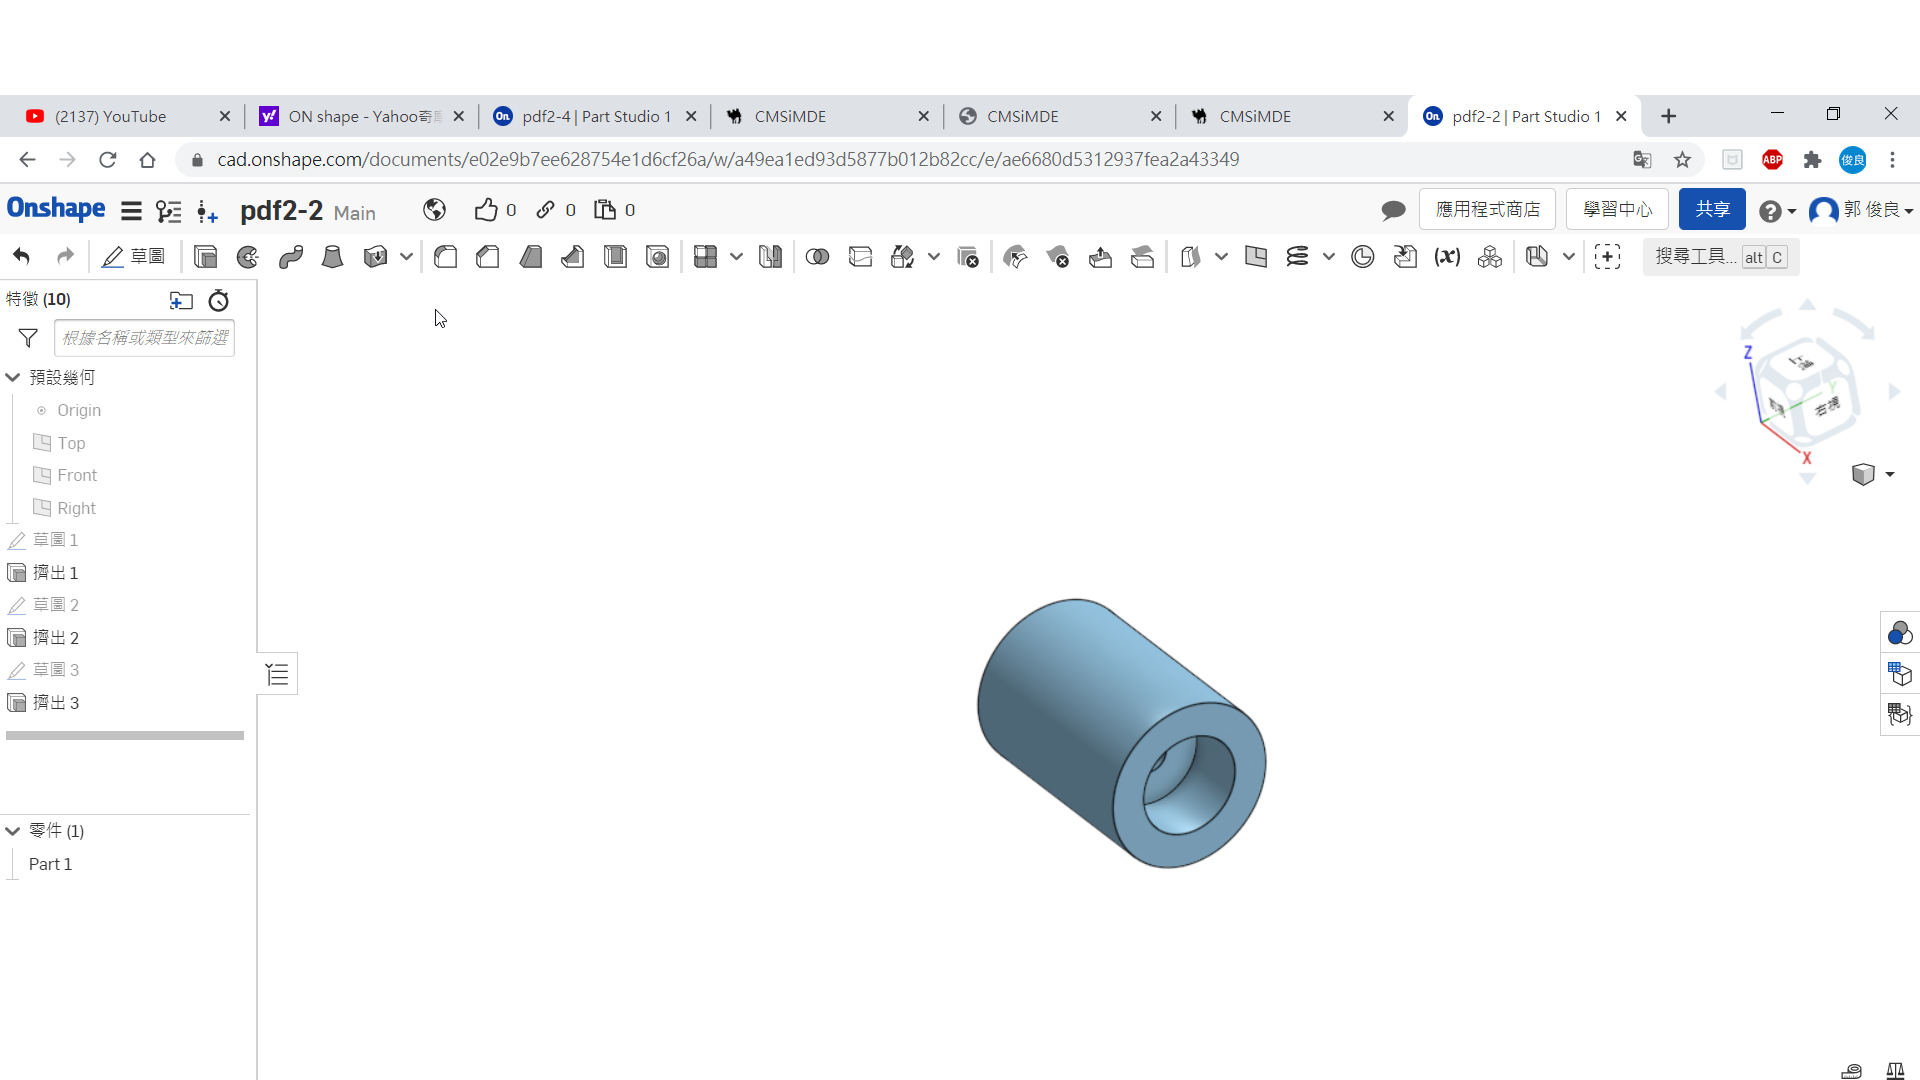 (2137) YouTube
ON shape - Yahoo奇
pdf2-4 | Part Studio 1
CMSiMDE
CMSiMDE
CMSiMDE
pdf2-2 | Part Studio 1
cad.onshape.com/documents/e02e9b7ee628754e1d6cf26a/w/a49ea1ed93d5877b012b82cc/e/ae6680d5312937fea2a43349
ABP
俊良
Onshape
pdf2-2 Main
0
0
0
應用程式商店
學習中心
共享
郭 俊良
草圖
(x)
搜尋工具... alt C
特徵 (10)
根據名稱或類型來篩選
預設幾何
Origin
Top
Front
Right
草圖 1
擠出 1
草圖 2
擠出 2
草圖 3
擠出 3
零件 (1)
Part 1
Z
上視
Y
右視
X